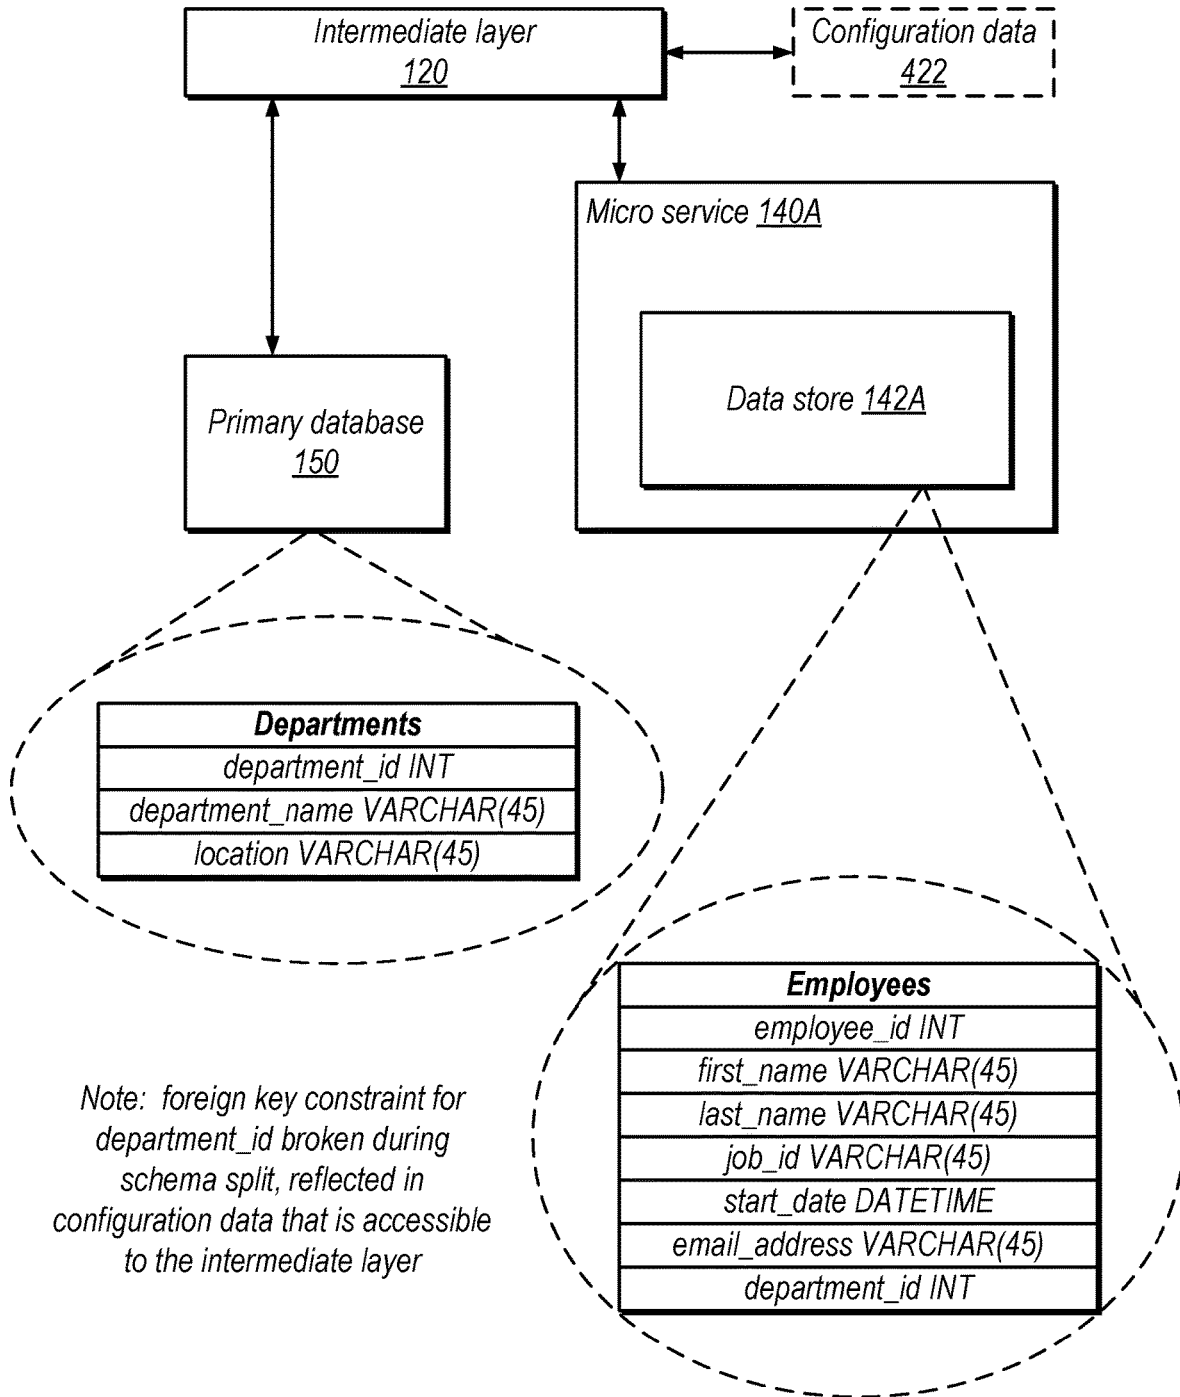 Intermediate layer
120
Configuration data
422
Micro service 140A
Data store 142A
Primary database
150
Departments
department_id INT
department_name VARCHAR(45)
location VARCHAR(45)
Employees
employee_id INT
first_name VARCHAR(45)
last_name VARCHAR(45)
job_id VARCHAR(45)
start_date DATETIME
email_address VARCHAR(45)
department_id INT
Note: foreign key constraint for
department_id broken during
schema split, reflected in
configuration data that is accessible
to the intermediate layer